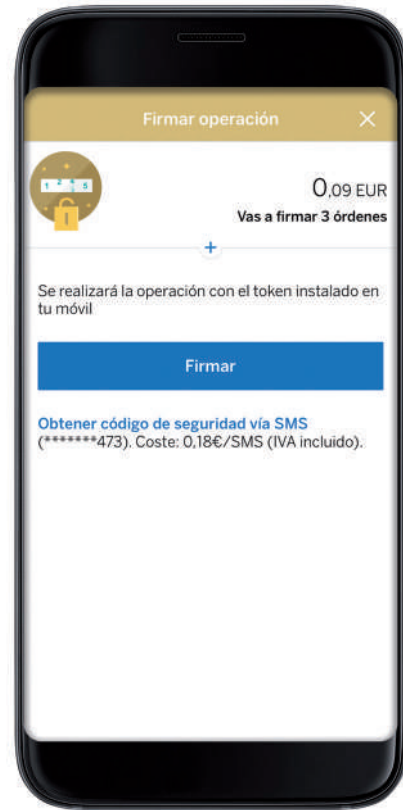 Firmar operación
0,09 EUR
Vas a firmar 3 órdenes
Se realizará la operación con el token instalado en
tu móvil
Firmar
Obtener código de seguridad vía SMS
(*******473). Coste: 0,18€/SMS (IVA incluido).